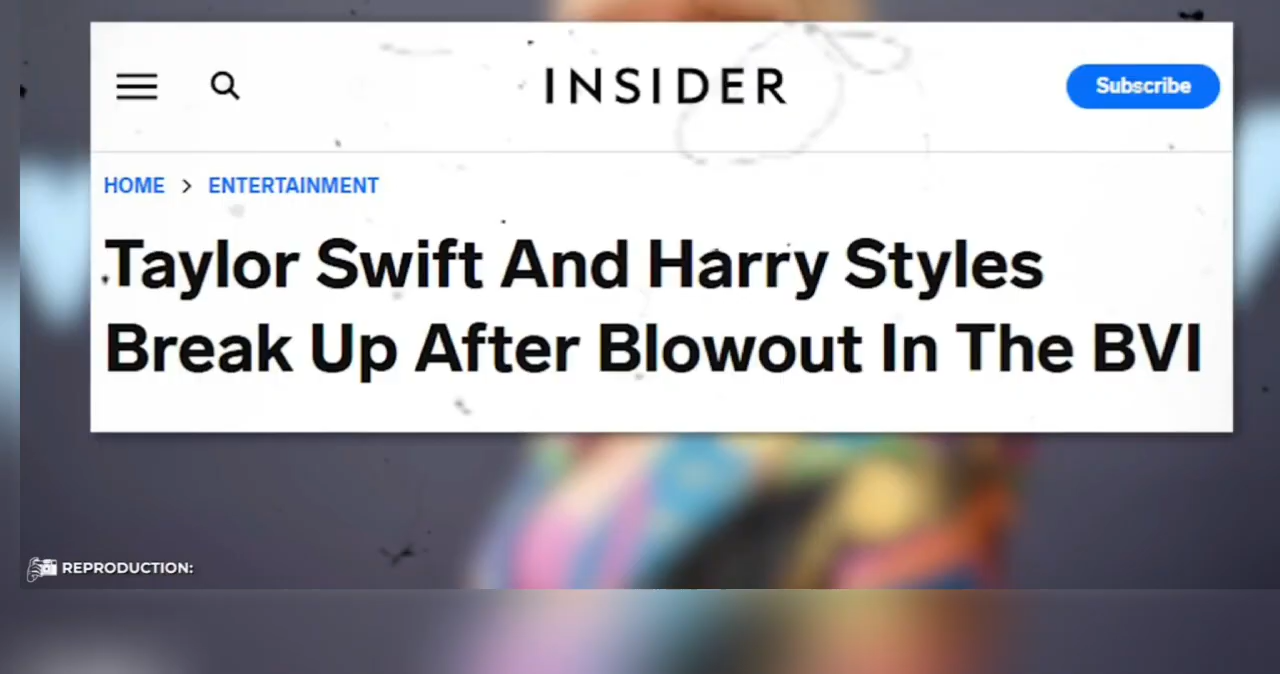 INSIDER
Subscribe
HOME > ENTERTAINMENT
Taylor Swift And Harry Styles
Break Up After Blowout In The BVI
REPRODUCTION: